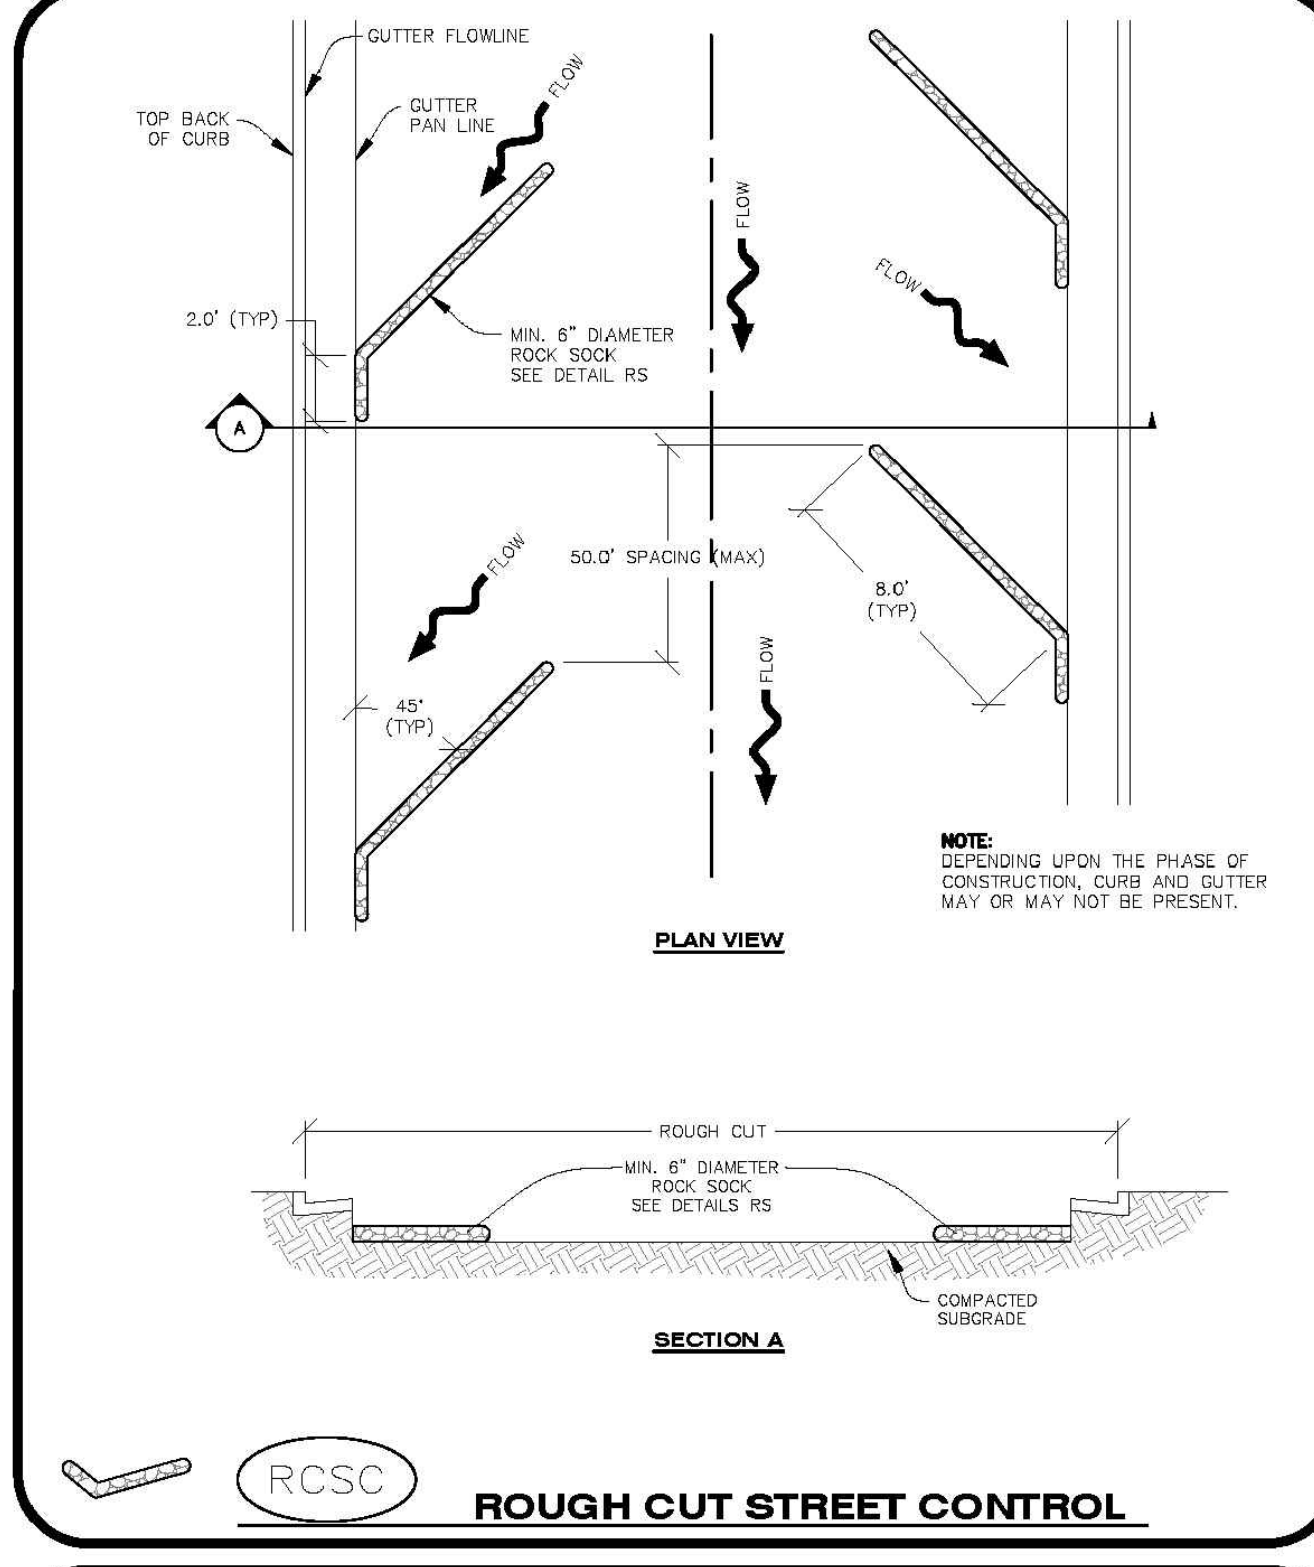 GUTTER FLOWLINE
TOP BACK
OF CURB
GUTTER
PAN LINE
FLOW
FLOW
FLOW
2.0' (TYP)
MIN. 6" DIAMETER
ROCK SOCK
SEE DETAIL RS
A
50.0' SPACING (MAX)
FLOW
8.0'
(TYP)
FLOW
45°
(TYP)
NOTE:
DEPENDING UPON THE PHASE OF
CONSTRUCTION, CURB AND GUTTER
MAY OR MAY NOT BE PRESENT.
PLAN VIEW
ROUGH CUT
MIN. 6" DIAMETER
ROCK SOCK
SEE DETAILS RS
COMPACTED
SUBGRADE
SECTION A
RCSC
ROUGH CUT STREET CONTROL